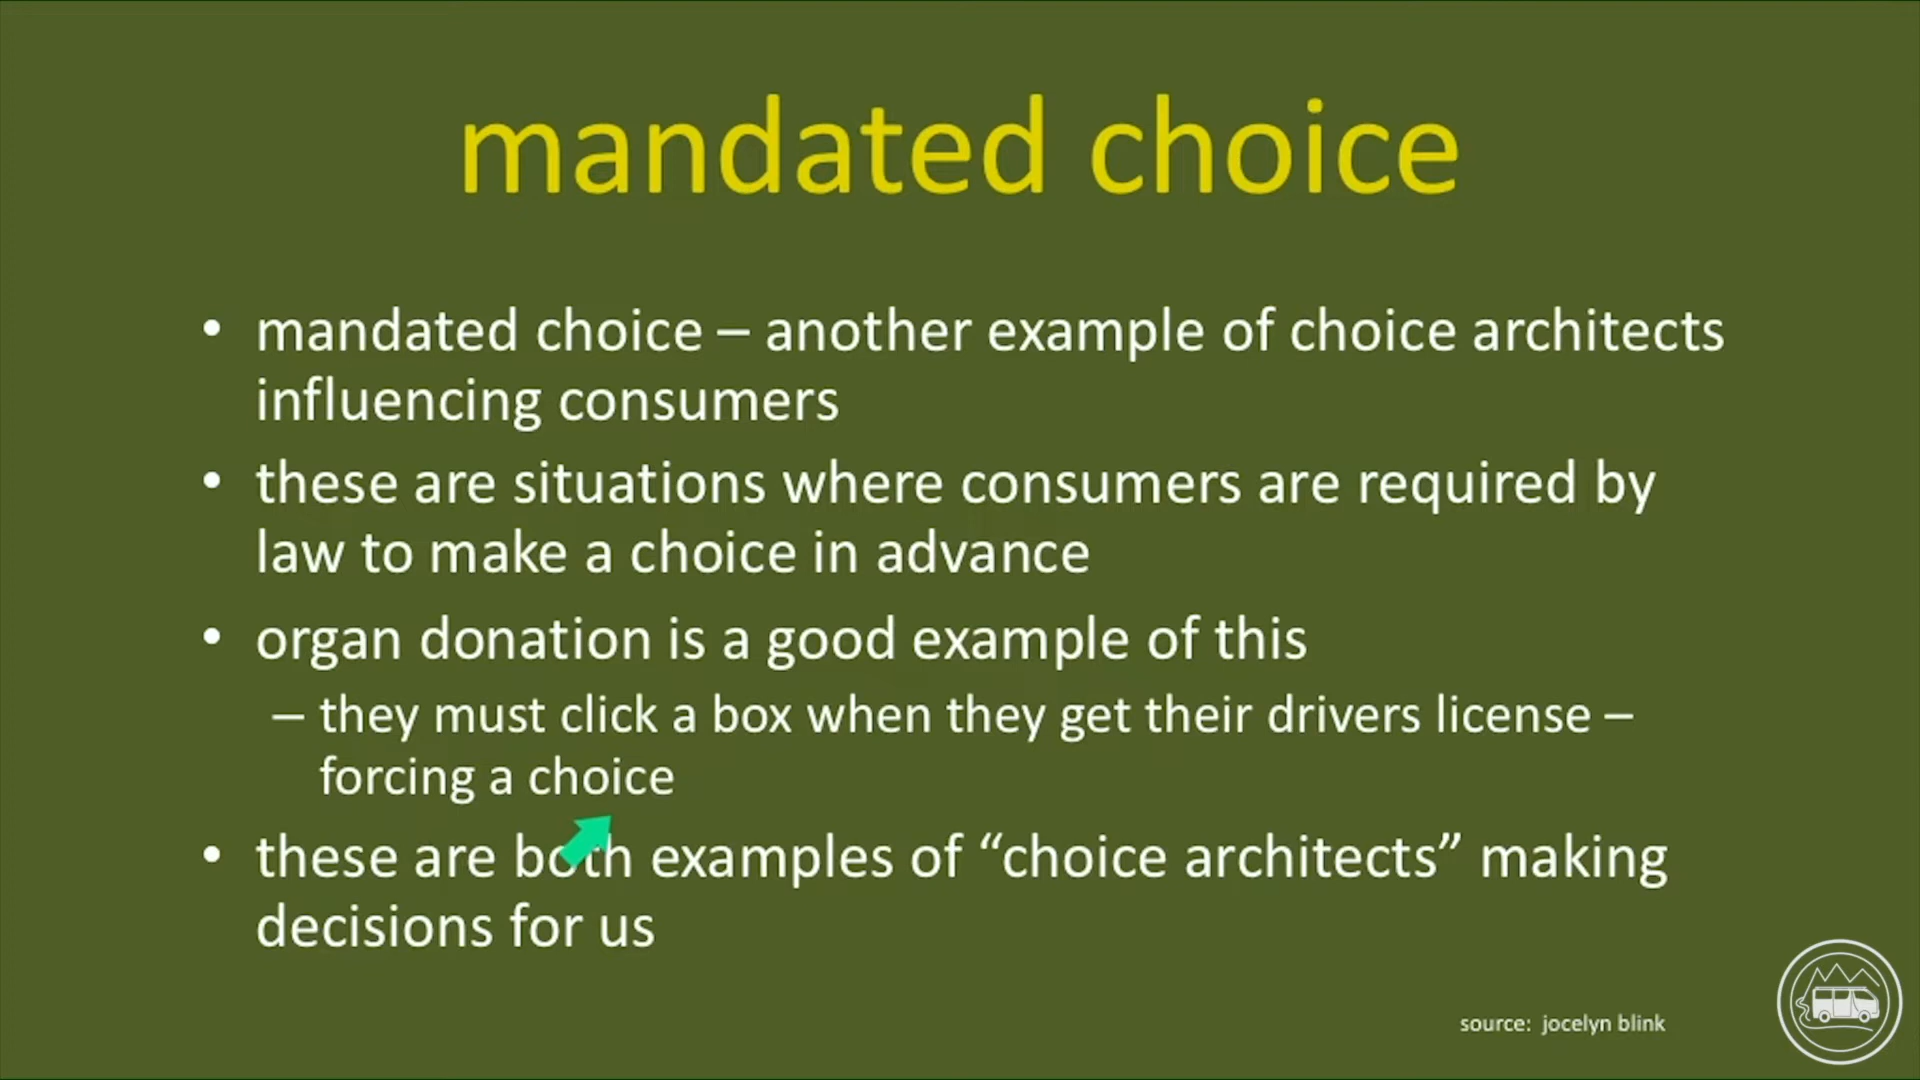 mandated choice
• mandated choice – another example of choice architects
influencing consumers
• these are situations where consumers are required by
law to make a choice in advance
• organ donation is a good example of this
– they must click a box when they get their drivers license –
forcing a choice
• these are both examples of “choice architects” making
decisions for us
source: jocelyn blink